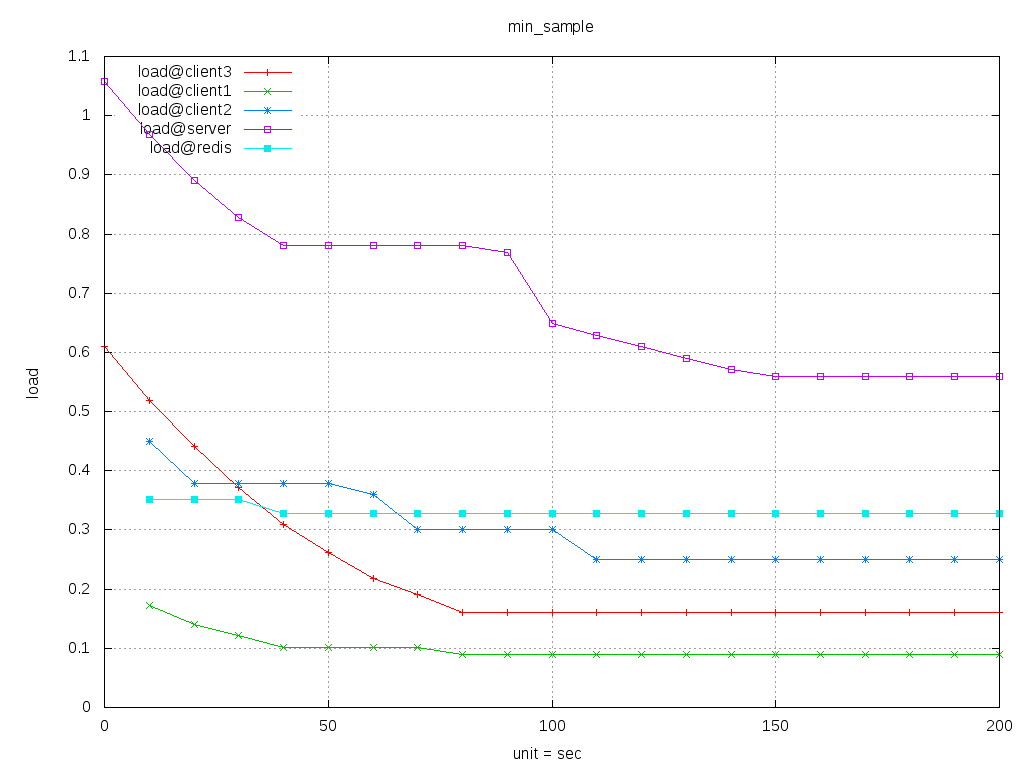 min_sample
1.1
load@client3
load@client1
load@client2
load@server
load@redis
1
0.9
0.8
0.7
0.6
0.5
0.4
0.3
0.2
0.1
0
load
0 50 100 150 200
unit = sec